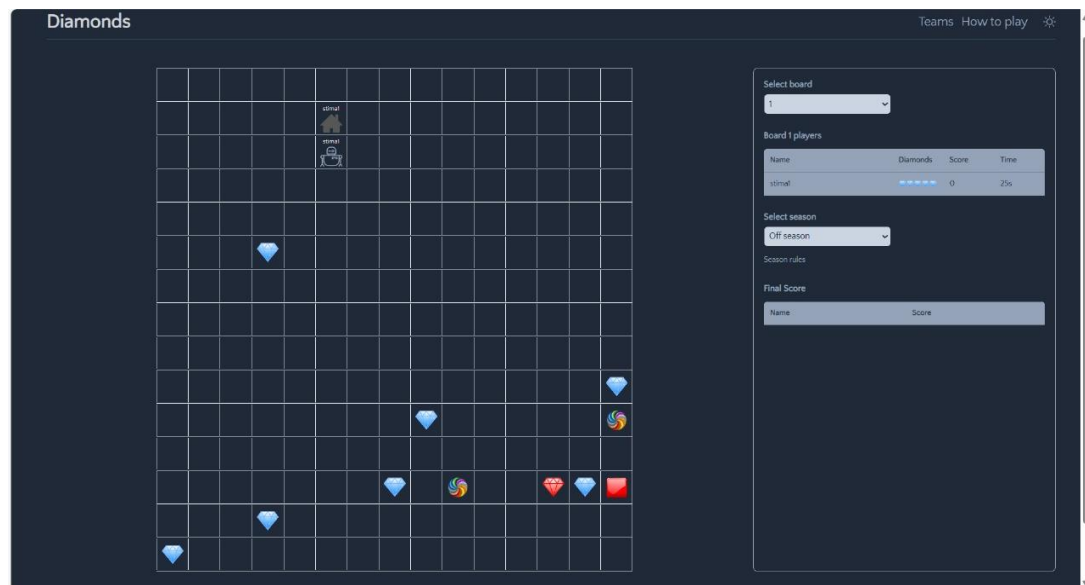 Diamonds
Teams How to play
stima!
stima!
Select board
1
Board 1 players
Name Diamonds Score Time
stima! 0 25s
Select season
Off season
Season rules
Final Score
Name Score